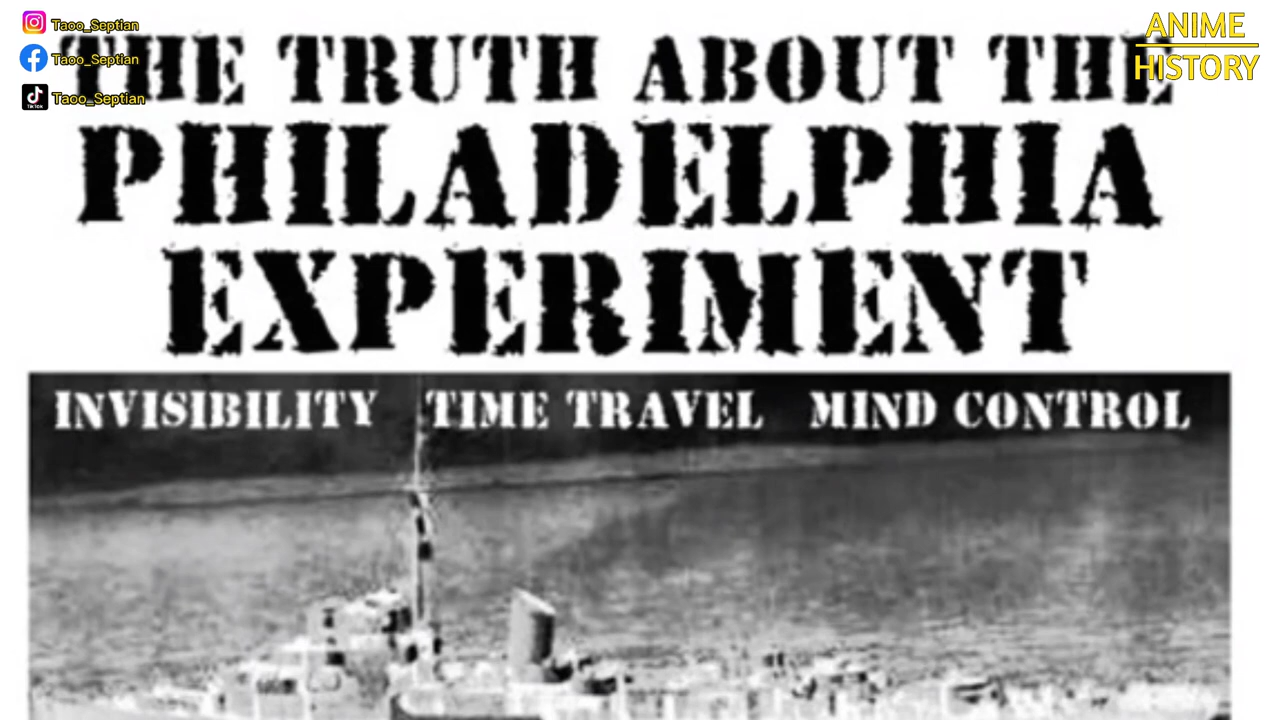 Taoo_Septian
Taoo_Septian
Taoo_Septian
ANIME
HISTORY
THE TRUTH ABOUT THE
PHILADELPHIA
EXPERIMENT
INVISIBILITY TIME TRAVEL MIND CONTROL